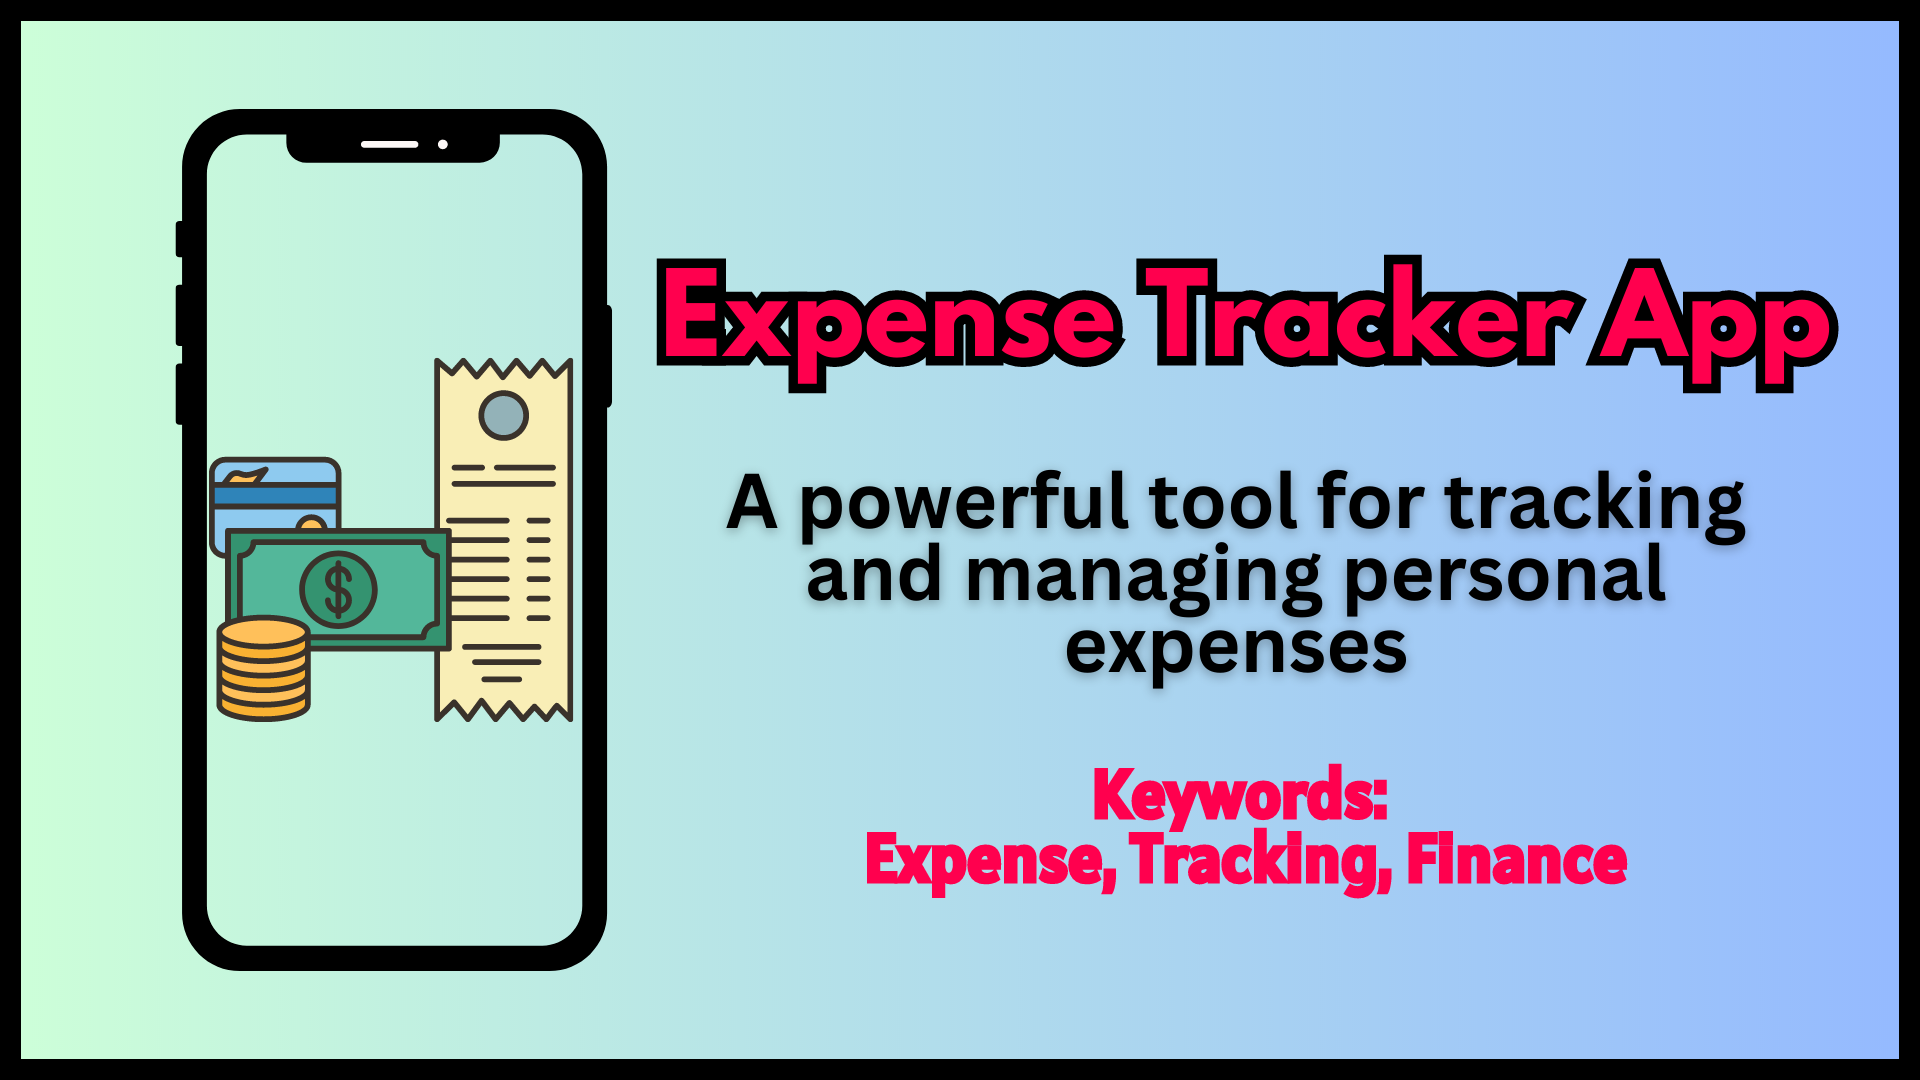 Expense Tracker App
A powerful tool for tracking
and managing personal
expenses
Keywords:
Expense, Tracking, Finance
$